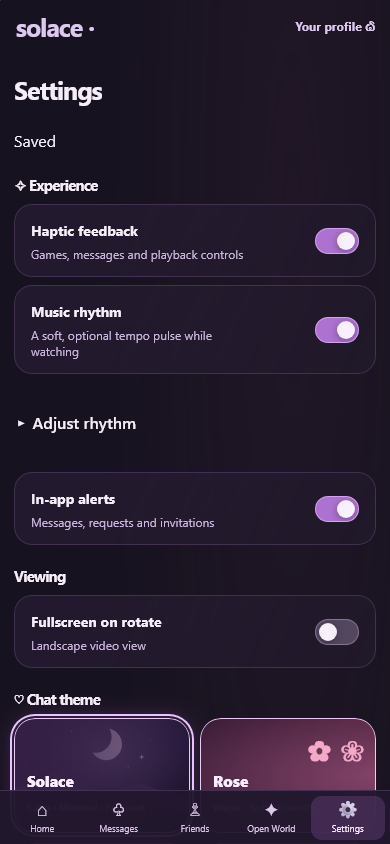 solace •
Your profile
Settings
Saved
✧ Experience
Haptic feedback
Games, messages and playback controls
Music rhythm
A soft, optional tempo pulse while
watching
▸ Adjust rhythm
In-app alerts
Messages, requests and invitations
Viewing
Fullscreen on rotate
Landscape video view
♡ Chat theme
Solace
Rose
Home
Messages
Friends
Open World
Settings